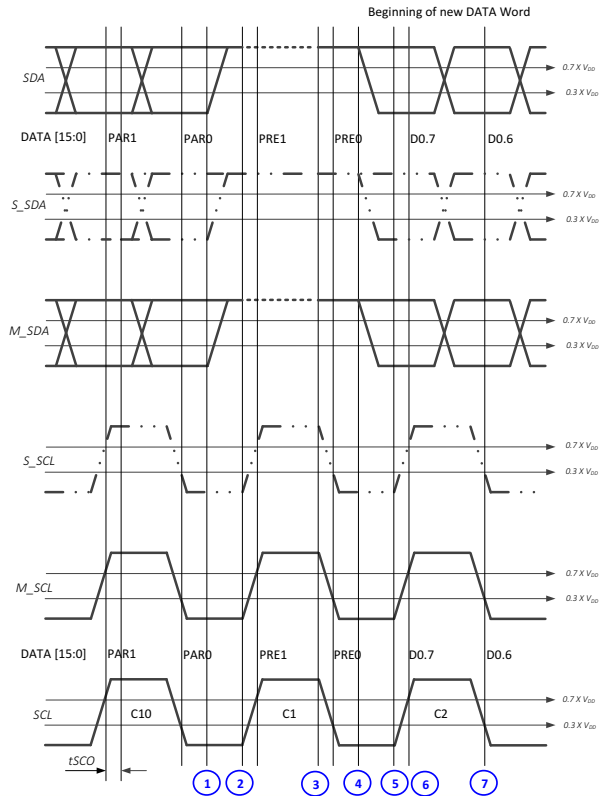 Beginning of new DATA Word
SDA
0.7 X VDD
0.3 X VDD
DATA [15:0] PAR1 PAR0 PRE1 PRE0 D0.7 D0.6
S_SDA
0.7 X VDD
0.3 X VDD
M_SDA
0.7 X VDD
0.3 X VDD
S_SCL
0.7 X VDD
0.3 X VDD
M_SCL
0.7 X VDD
0.3 X VDD
DATA [15:0] PAR1 PAR0 PRE1 PRE0 D0.7 D0.6
SCL
0.7 X VDD
C10 C1 C2
0.3 X VDD
tSCO
1 2 3 4 5 6 7